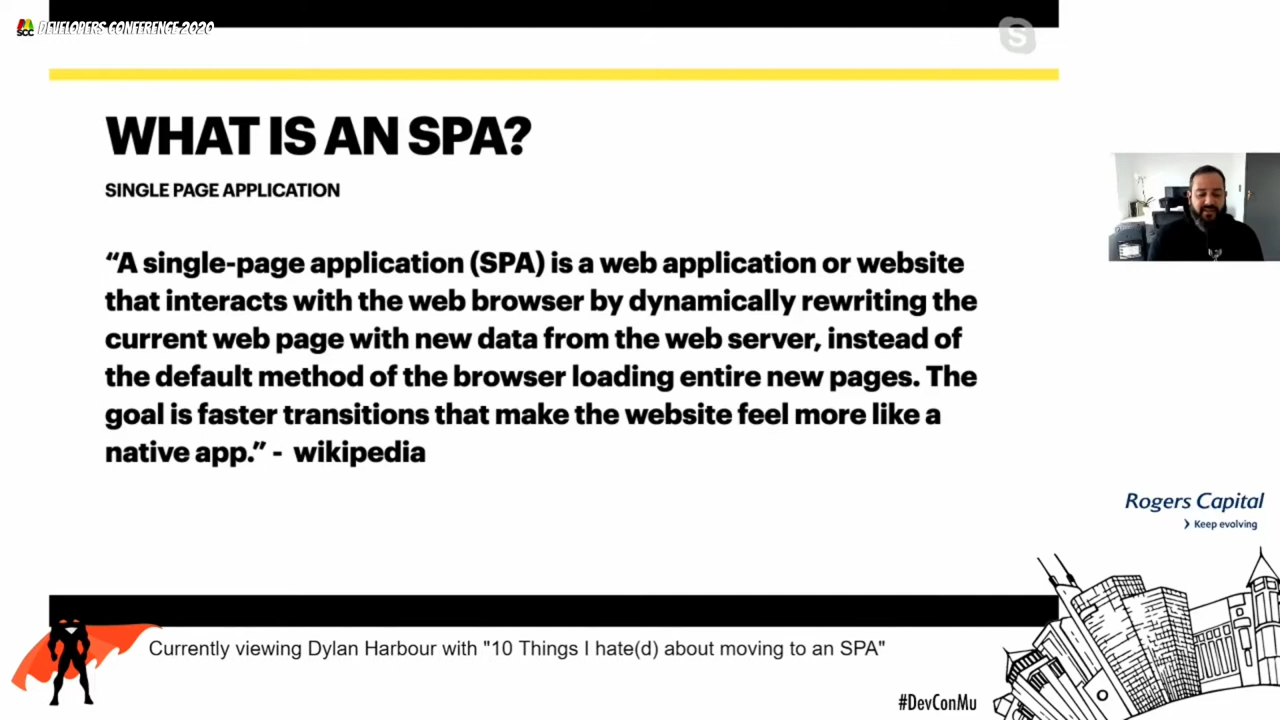 SCC DEVELOPERS CONFERENCE 2020
WHAT IS AN SPA?
SINGLE PAGE APPLICATION
“A single-page application (SPA) is a web application or website
that interacts with the web browser by dynamically rewriting the
current web page with new data from the web server, instead of
the default method of the browser loading entire new pages. The
goal is faster transitions that make the website feel more like a
native app.” - wikipedia
Rogers Capital
Keep evolving
Currently viewing Dylan Harbour with "10 Things I hate(d) about moving to an SPA"
#DevConMu